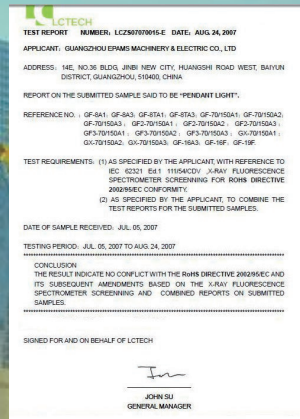 LCTECH
TEST REPORT NUMBER: LCZS07070015-E DATE: AUG. 24, 2007
APPLICANT: GUANGZHOU EPAMS MACHINERY & ELECTRIC CO., LTD
ADDRESS: 14E, NO.36 BLDG, JINBI NEW CITY, HUANGSHI ROAD WEST, BAIYUN
DISTRICT, GUANGZHOU, 510400, CHINA
REPORT ON THE SUBMITTED SAMPLE SAID TO BE "PENDANT LIGHT".
REFERENCE NO.: GF-8A1; GF-8A3; GF-8TA1; GF-8TA3; GF-70/150A1; GF-70/150A2;
GF-70/150A3; GF2-70/150A1; GF2-70/150A2; GF2-70/150A3;
GF3-70/150A1; GF3-70/150A2; GF3-70/150A3; GX-70/150A1;
GX-70/150A2; GX-70/150A3; GF-16A3; GF-16F; GF-19F.
TEST REQUIREMENTS: (1) AS SPECIFIED BY THE APPLICANT, WITH REFERENCE TO
IEC 62321 Ed.1 111/54/CDV ,X-RAY FLUORESCENCE
SPECTROMETER SCREENNING FOR ROHS DIRECTIVE
2002/95/EC CONFORMITY.
(2) AS SPECIFIED BY THE APPLICANT, TO COMBINE THE
TEST REPORTS FOR THE SUBMITTED SAMPLES.
DATE OF SAMPLE RECEIVED: JUL. 05, 2007
TESTING PERIOD: JUL. 05, 2007 TO AUG. 24, 2007
CONCLUSION
THE RESULT INDICATE NO CONFLICT WITH THE RoHS DIRECTIVE 2002/95/EC AND
ITS SUBSEQUENT AMENDMENTS BASED ON THE X-RAY FLUORESCENCE
SPECTROMETER SCREENNING AND COMBINED REPORTS ON SUBMITTED
SAMPLES.
SIGNED FOR AND ON BEHALF OF LCTECH
JOHN SU
GENERAL MANAGER